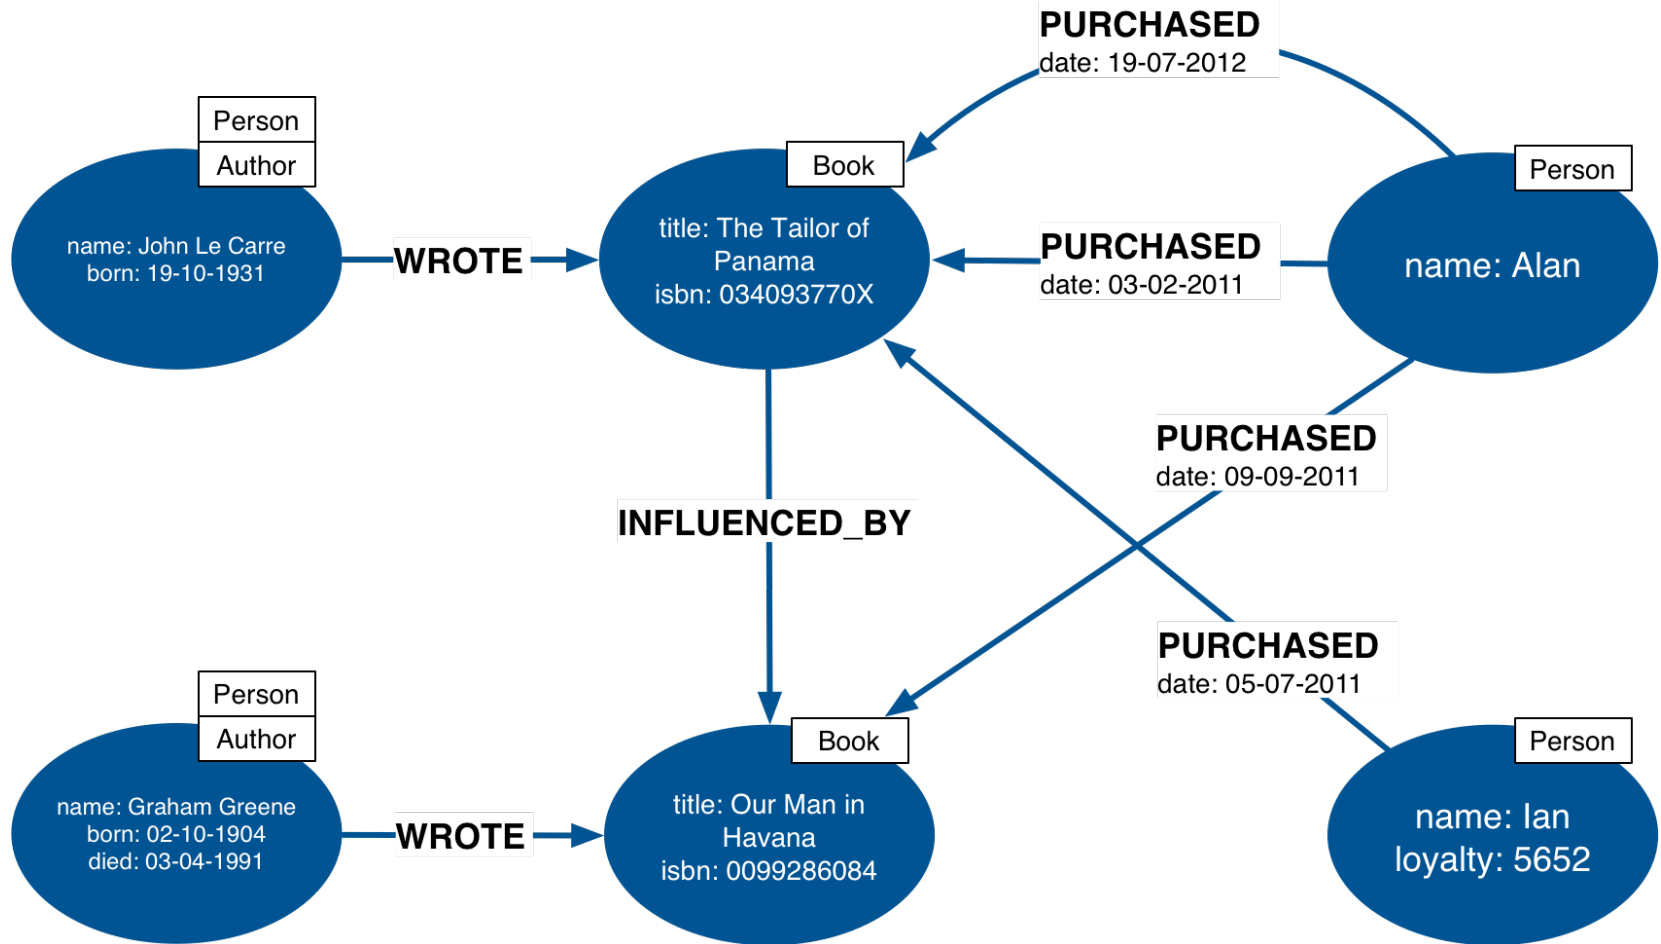 PURCHASED
date: 19-07-2012
Person
Author
name: John Le Carre
born: 19-10-1931
WROTE
Book
title: The Tailor of
Panama
isbn: 034093770X
PURCHASED
date: 03-02-2011
Person
name: Alan
PURCHASED
date: 09-09-2011
INFLUENCED_BY
PURCHASED
date: 05-07-2011
Person
Author
name: Graham Greene
born: 02-10-1904
died: 03-04-1991
WROTE
Book
title: Our Man in
Havana
isbn: 0099286084
Person
name: Ian
loyalty: 5652